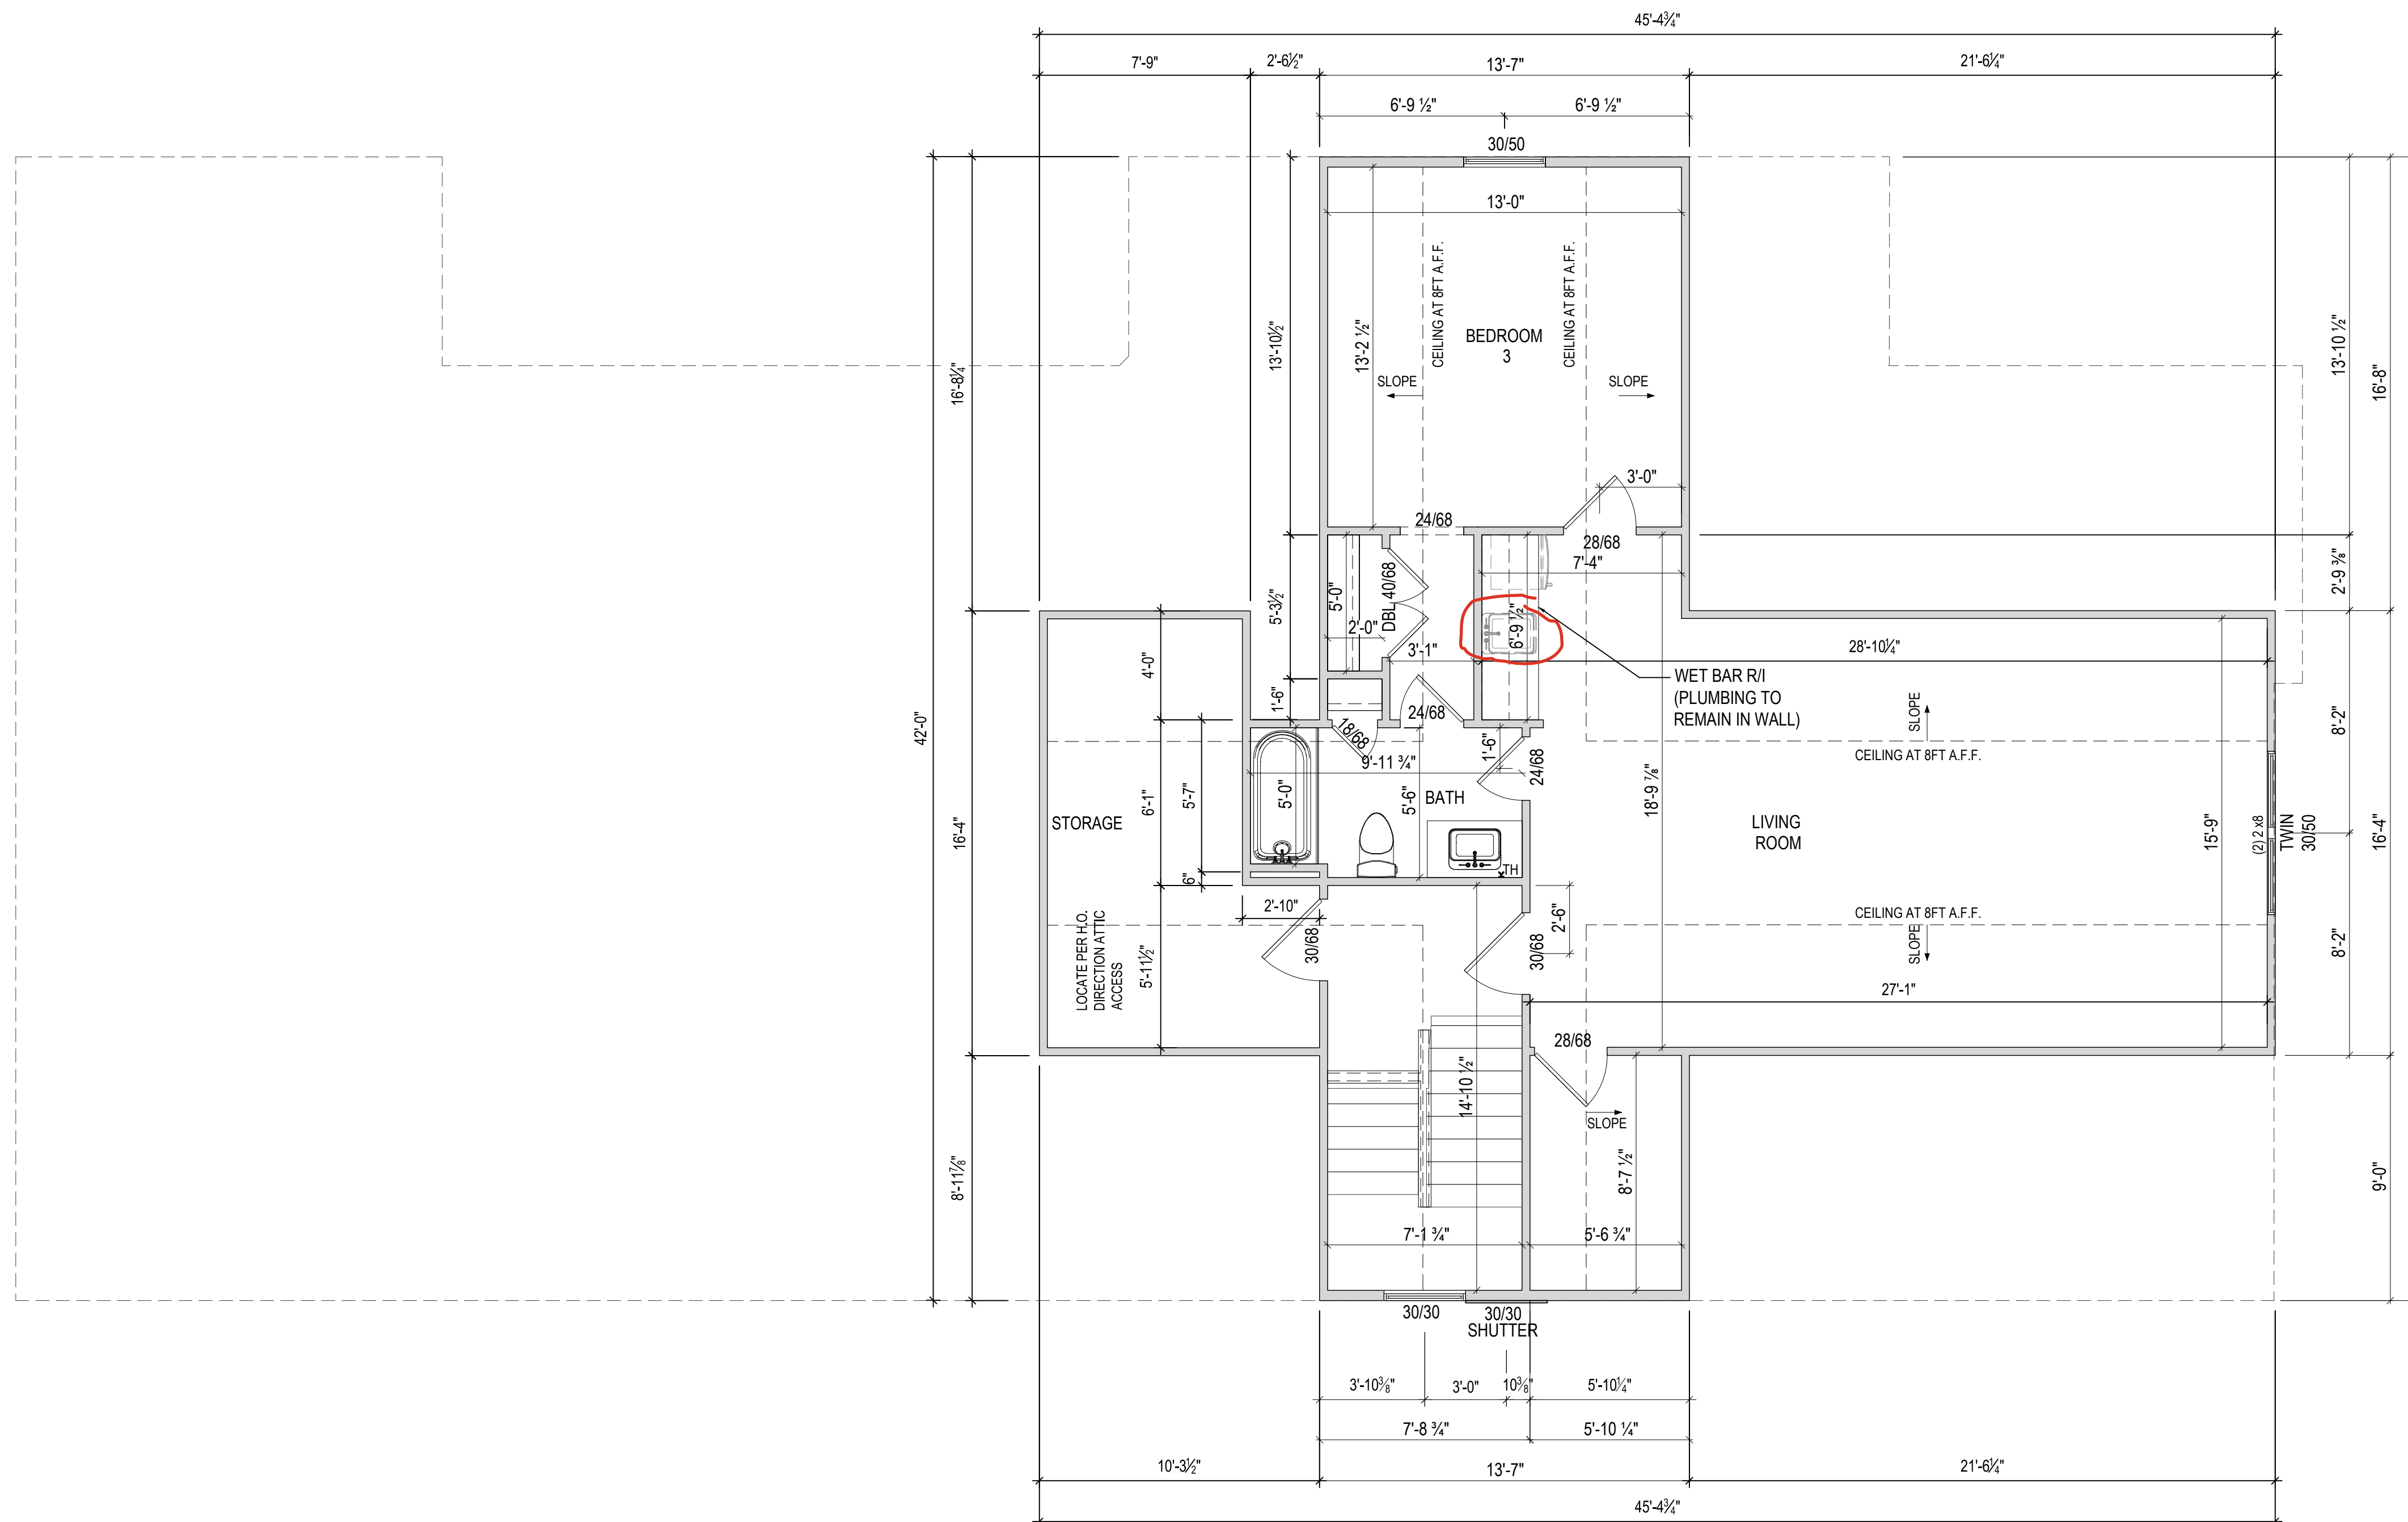 45'-4¾"
7'-9"
2'-6½"
13'-7"
21'-6¼"
6'-9 ½"
6'-9 ½"
30/50
13'-0"
CEILING AT 8FT A.F.F.
CEILING AT 8FT A.F.F.
13'-10½"
13'-2 ½"
BEDROOM
3
13'-10 ½"
16'-8"
16'-8¼"
SLOPE
SLOPE
3'-0"
24/68
28/68
7'-4"
2'-9 ⅜"
5'-3½"
5'-0"
DBL 40/68
6'-9 ½"
2'-0"
3'-1"
28'-10¼"
4'-0"
WET BAR R/I
(PLUMBING TO
REMAIN IN WALL)
1'-6"
24/68
18/68
SLOPE
8'-2"
42'-0"
1'-6"
9'-11 ¾"
24/68
CEILING AT 8FT A.F.F.
18'-9 ⅞"
STORAGE
6'-1"
5'-7"
5'-0"
5'-6"
BATH
LIVING
ROOM
16'-4"
15'-9"
(2) 2 x8
TWIN
30/50
16'-4"
TH
6"
2'-10"
2'-6"
CEILING AT 8FT A.F.F.
SLOPE
8'-2"
LOCATE PER H.O.
DIRECTION ATTIC
ACCESS
5'-11½"
30/68
30/68
27'-1"
28/68
14'-10 ½"
SLOPE
8'-11⅞"
8'-7 ½"
9'-0"
7'-1 ¾"
5'-6 ¾"
30/30
30/30
SHUTTER
3'-10⅜"
3'-0"
10⅜"
5'-10¼"
7'-8 ¾"
5'-10 ¼"
10'-3½"
13'-7"
21'-6¼"
45'-4¾"